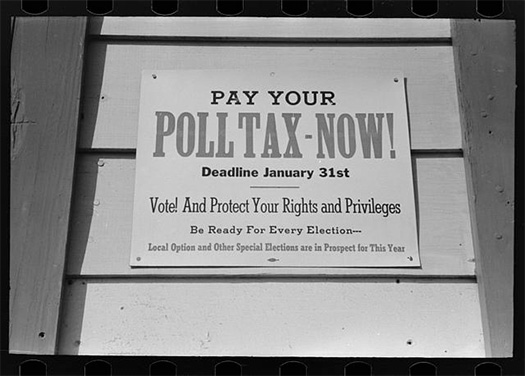 PAY YOUR
POLL TAX-NOW!
Deadline January 31st
Vote! And Protect Your Rights and Privileges
Be Ready For Every Election---
Local Option and Other Special Elections are in Prospect for This Year